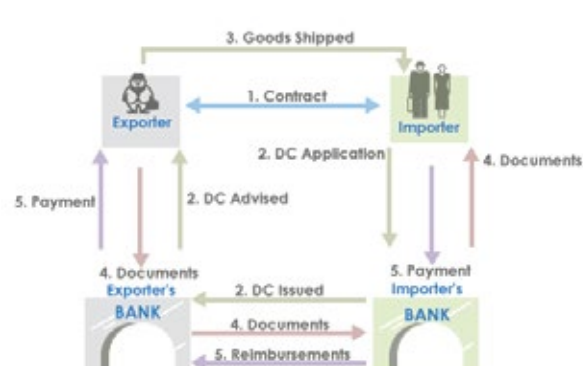 3. Goods Shipped
1. Contract
Exporter
Importer
2. DC Application
4. Documents
5. Payment
2. DC Advised
4. Documents
5. Payment
Exporter's
BANK
2. DC Issued
Importer's
BANK
4. Documents
5. Reimbursements